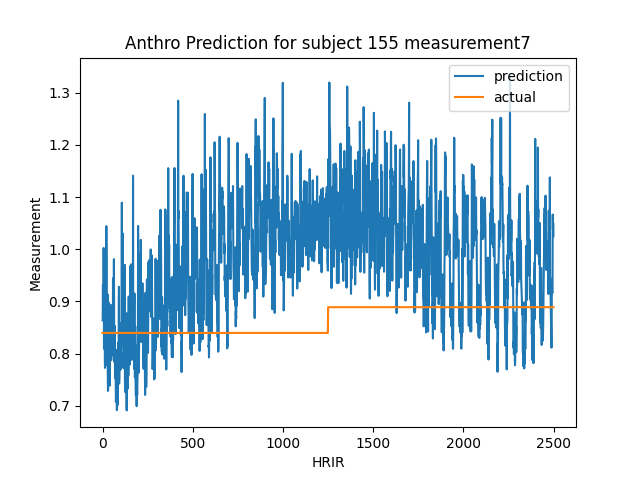 Anthro Prediction for subject 155 measurement7
prediction
actual
1.3
1.2
1.1
1.0
0.9
0.8
0.7
Measurement
0
500
1000
1500
2000
2500
HRIR